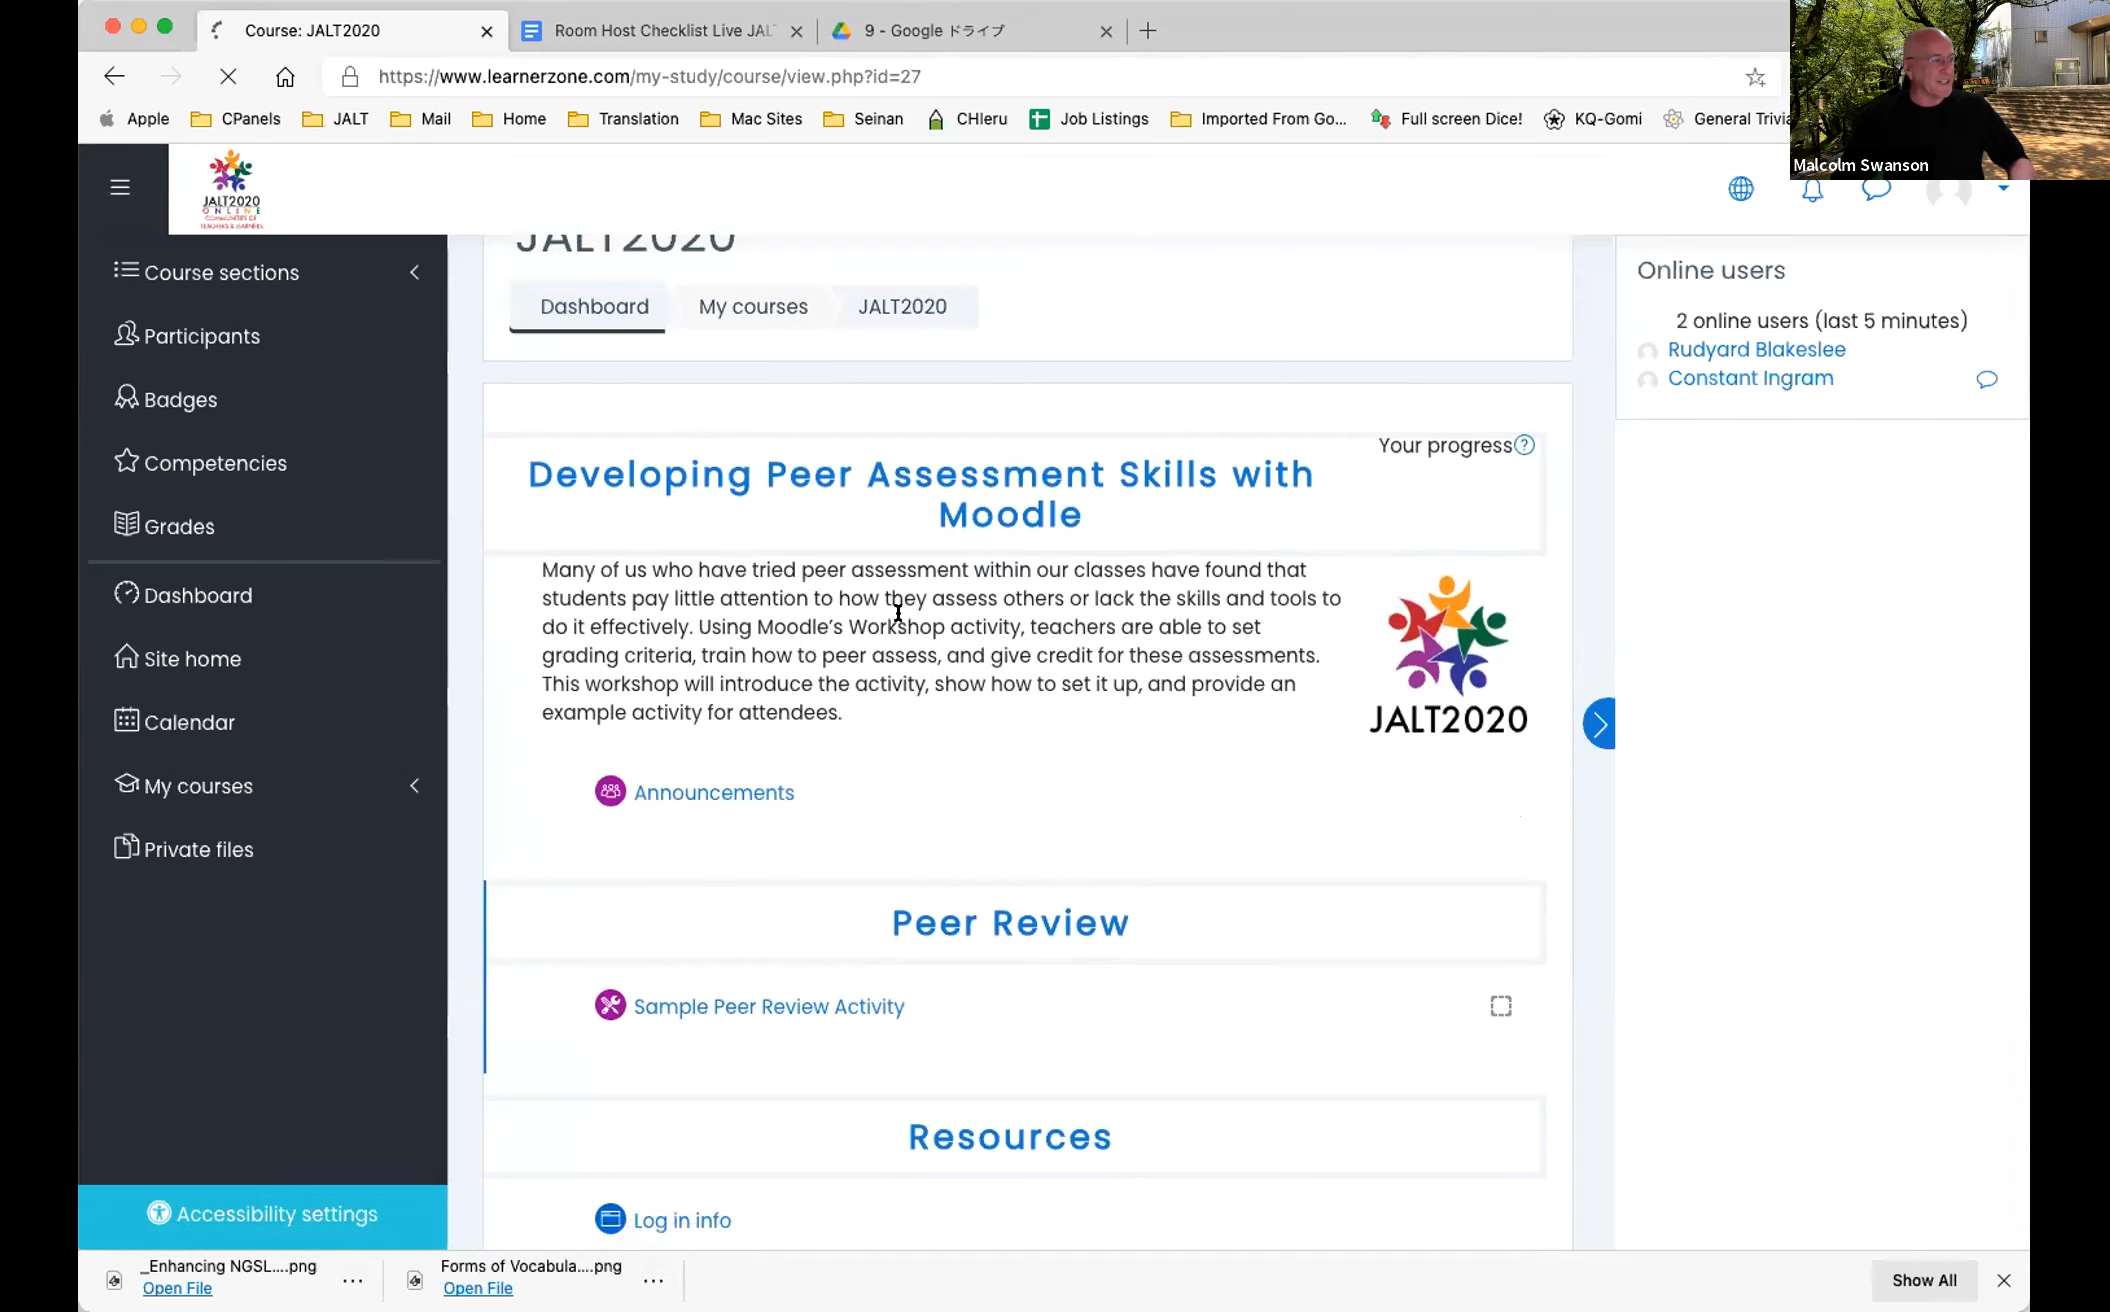 Course: JALT2020
Room Host Checklist Live JAL
9 - Google ドライブ
https://www.learnerzone.com/my-study/course/view.php?id=27
Apple
CPanels
JALT
Mail
Home
Translation
Mac Sites
Seinan
CHIeru
Job Listings
Imported From Go...
Full screen Dice!
KQ-Gomi
General Trivia
Malcolm Swanson
JALT2020
ONLINE
COMMUNITIES OF
TEACHERS & LEARNERS
Course sections
Participants
Badges
Competencies
Grades
Dashboard
Site home
Calendar
My courses
Private files
Accessibility settings
JALT2020
Dashboard
My courses
JALT2020
Your progress
Developing Peer Assessment Skills with
Moodle
Many of us who have tried peer assessment within our classes have found that
students pay little attention to how they assess others or lack the skills and tools to
do it effectively. Using Moodle’s Workshop activity, teachers are able to set
grading criteria, train how to peer assess, and give credit for these assessments.
This workshop will introduce the activity, show how to set it up, and provide an
example activity for attendees.
JALT2020
Announcements
Peer Review
Sample Peer Review Activity
Resources
Log in info
Online users
2 online users (last 5 minutes)
Rudyard Blakeslee
Constant Ingram
_Enhancing NGSL....png
Open File
Forms of Vocabula....png
Open File
Show All